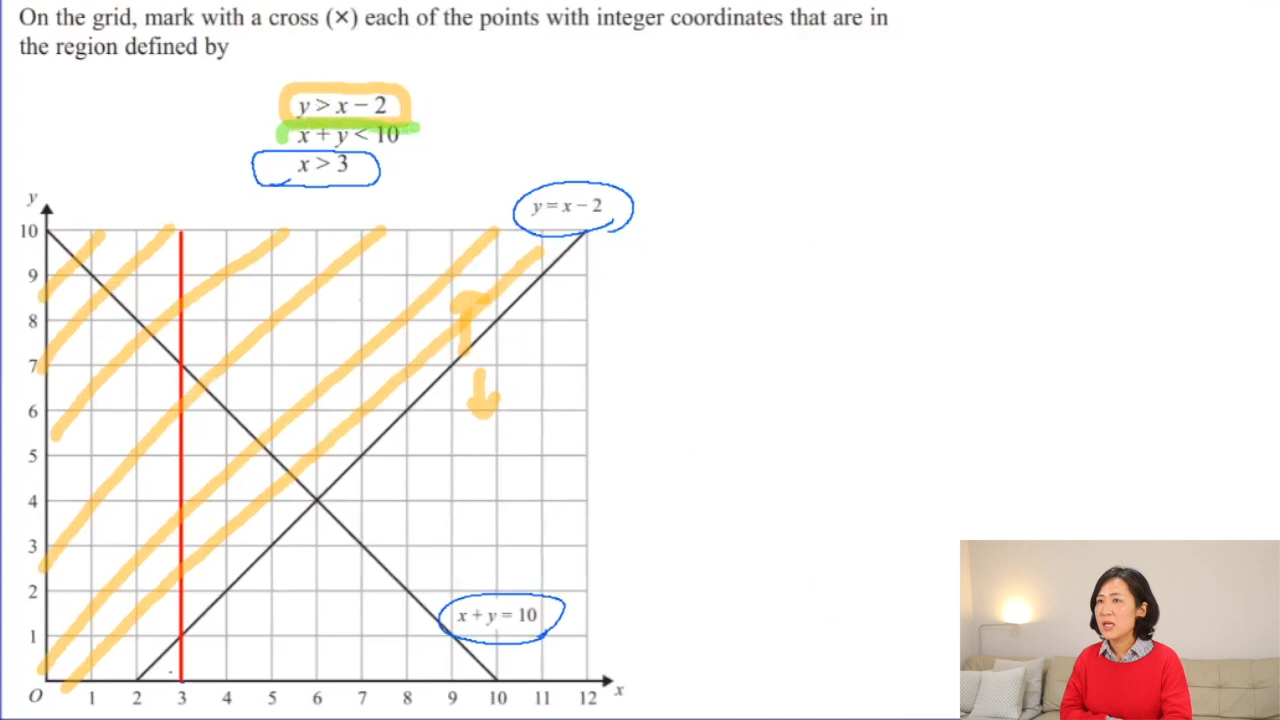 On the grid, mark with a cross (×) each of the points with integer coordinates that are in
the region defined by
y > x − 2
x + y < 10
x > 3
y
y = x − 2
10
9
8
7
6
5
4
3
2
1
x + y = 10
O 1 2 3 4 5 6 7 8 9 10 11 12 x